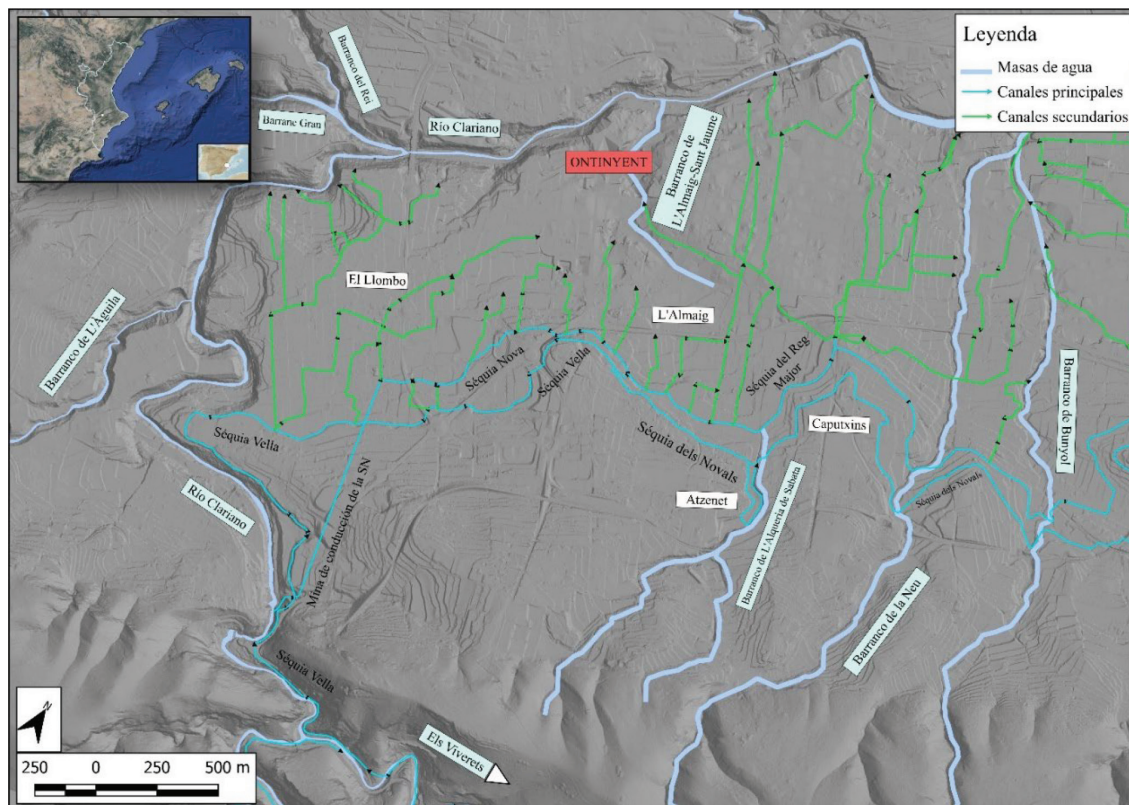 Leyenda
Masas de agua
Canales principales
Canales secundarios
Barranco del Rei
Barranc Gran
Río Clariano
ONTINYENT
Barranco de
L'Almaig-Sant Jaume
El Llombo
L'Almaig
Barranco de L'Àguila
Séquia Nova
Séquia Vella
Séquia del Reg
Major
Barranco de Bunyol
Séquia Vella
Caputxins
Séquia dels Novals
Séquia dels Novals
Atzenet
Río Clariano
Mina de conducción de la SN
Barranco de L'Alqueria de Sabata
Barranco de la Neu
Séquia Vella
Els Viverets
N
250 0 250 500 m